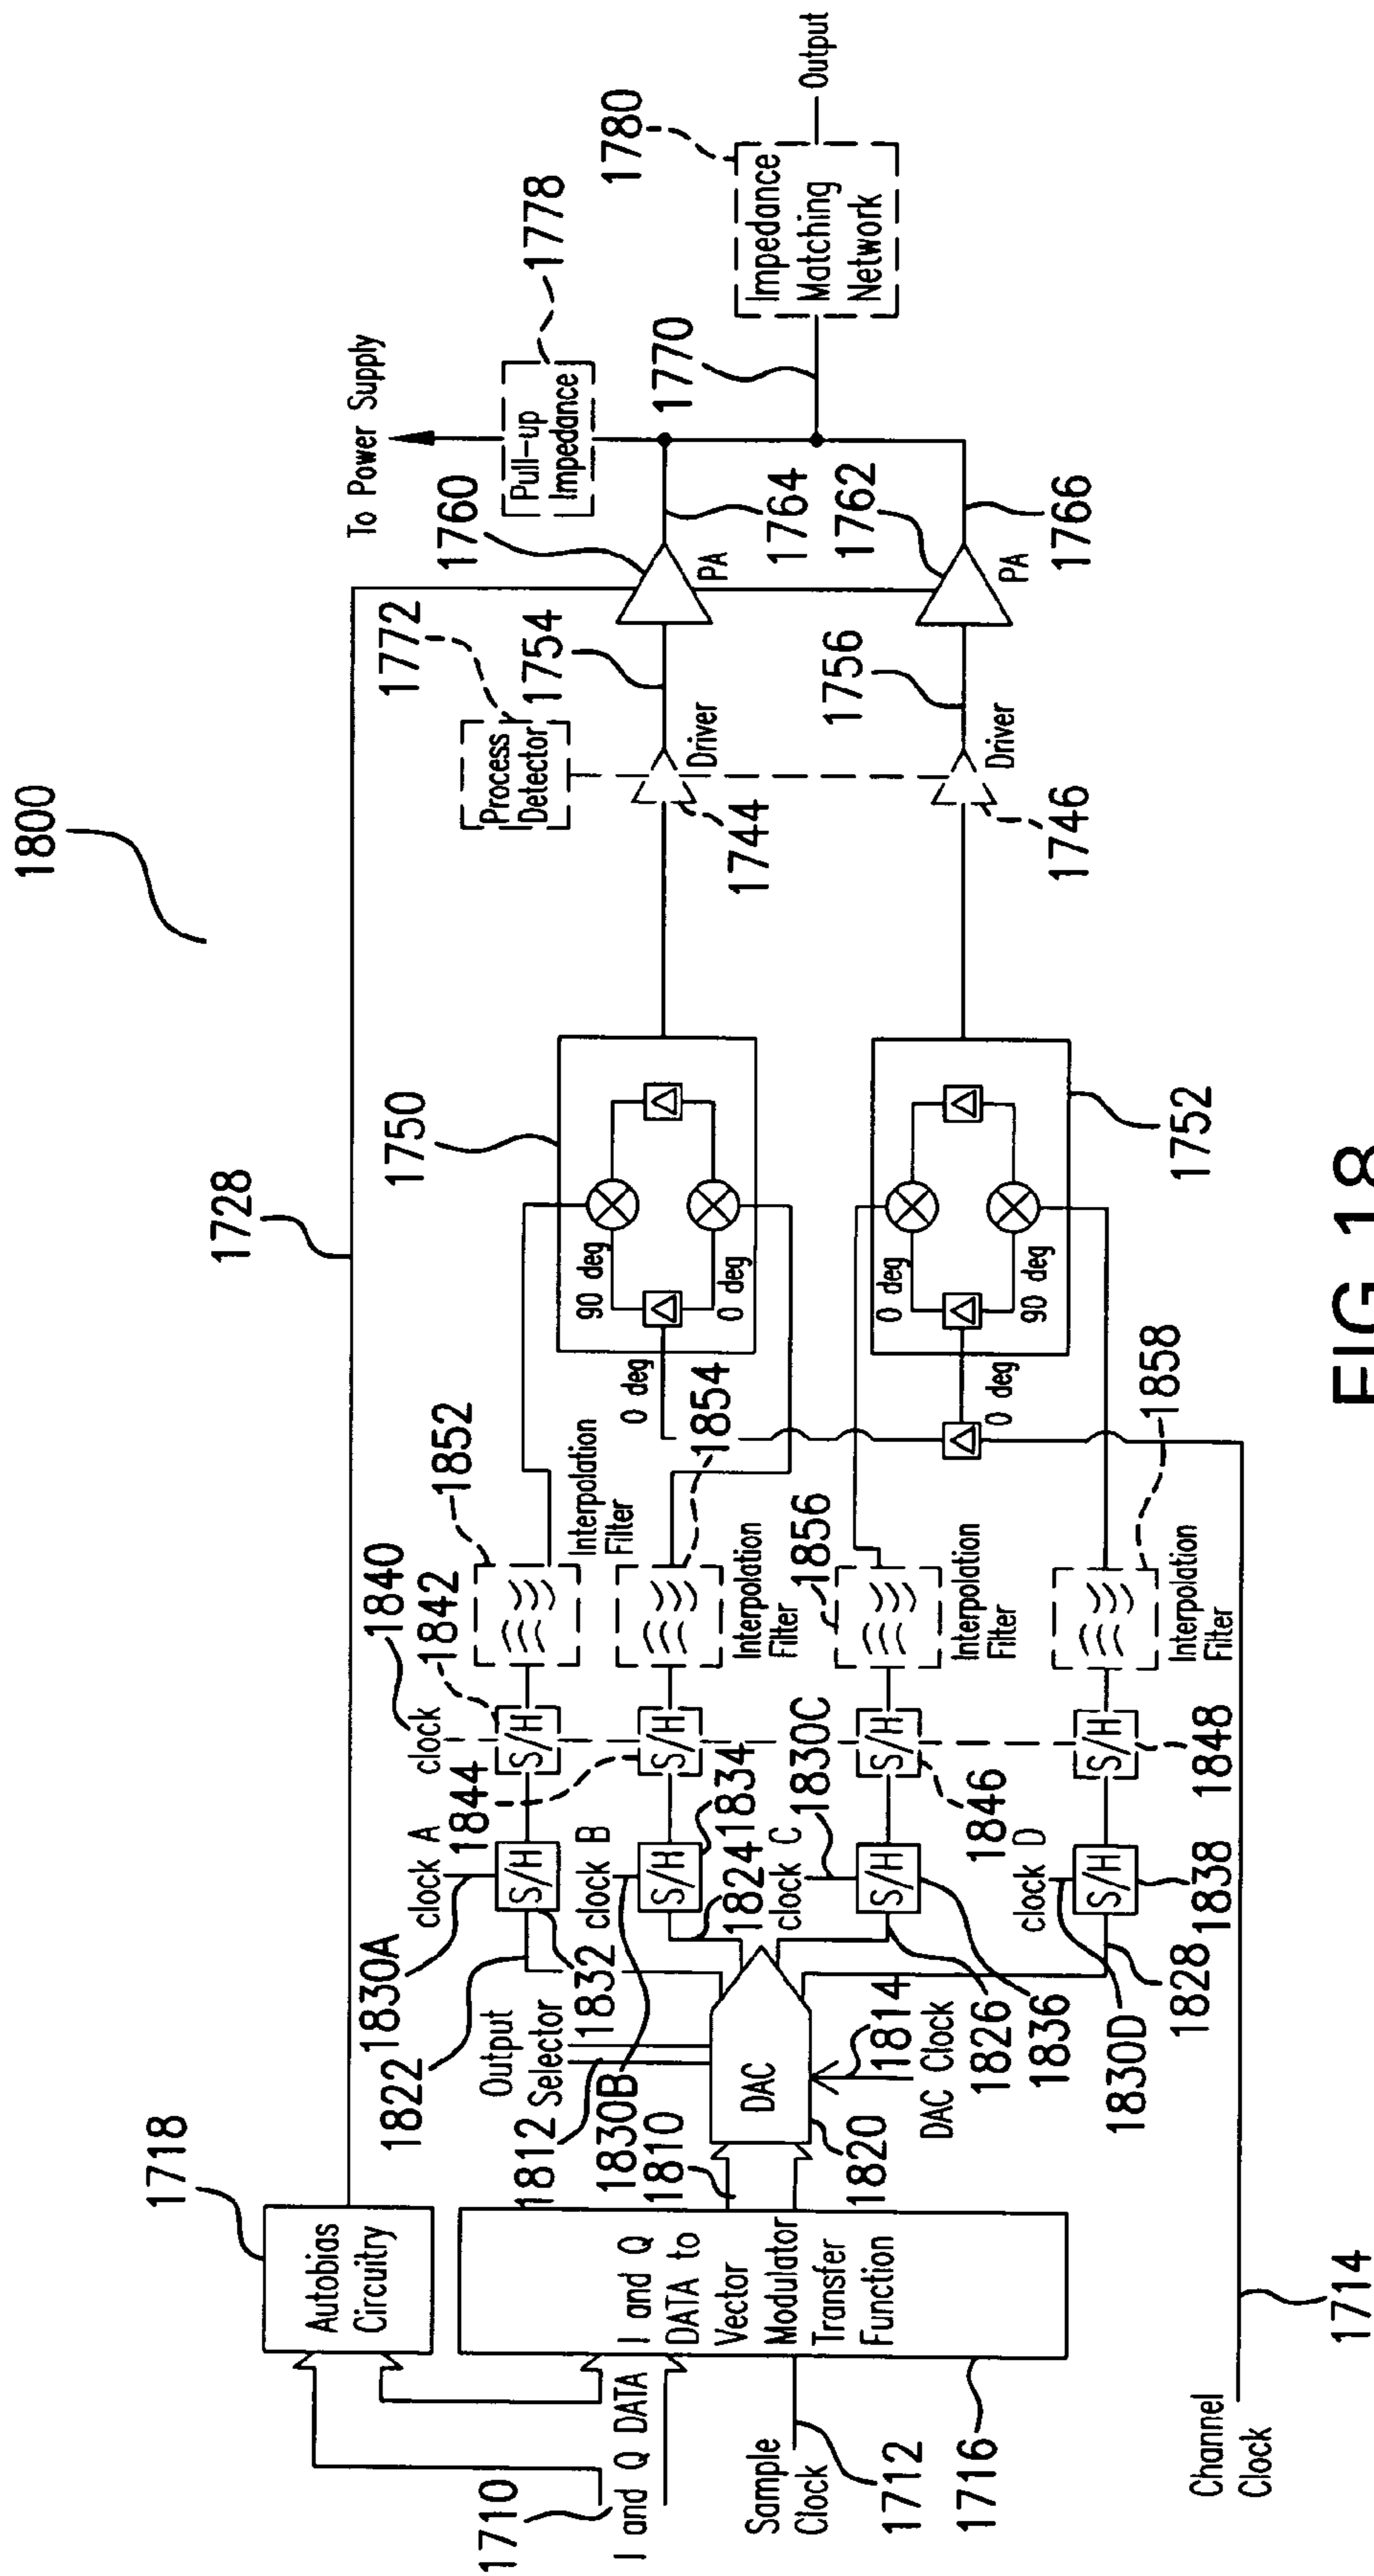 1800
1718
Autobias
Circuitry
1728
1710
I and Q DATA
I and Q
DATA to
Vector
Modulator
Transfer
Function
Sample
Clock
1712
1716
1810
1812
Output
Selector
DAC
1820
1814
DAC Clock
1822
1824
1826
1828
clock A
1830A
S/H
1832
clock B
1830B
S/H
1834
clock C
1830C
S/H
1836
clock D
1830D
S/H
1838
clock
1840
S/H
1842
S/H
1844
S/H
1846
S/H
1848
1852
Interpolation
Filter
1854
Interpolation
Filter
1856
Interpolation
Filter
1858
Interpolation
Filter
1750
90 deg
0 deg
0 deg
1752
0 deg
90 deg
0 deg
Channel
Clock
1714
Process
Detector
1772
Driver
1744
1754
Driver
1746
1756
1760
PA
1764
1762
PA
1766
To Power Supply
Pull-up
Impedance
1778
1770
1780
Impedance
Matching
Network
Output